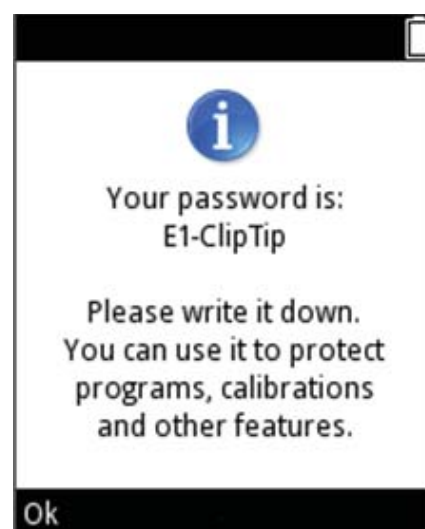 Your password is:
E1-ClipTip
Please write it down.
You can use it to protect
programs, calibrations
and other features.
Ok